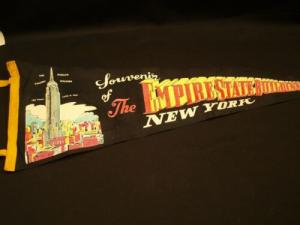 Souvenir
of The EMPIRE STATE BUILDING
NEW YORK